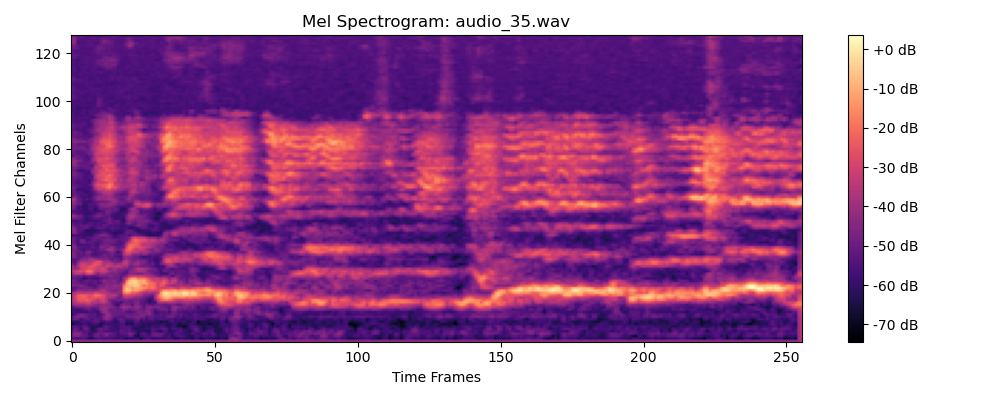 Mel Spectrogram: audio_35.wav
Mel Filter Channels
120
100
80
60
40
20
0
0 50 100 150 200 250
Time Frames
+0 dB
-10 dB
-20 dB
-30 dB
-40 dB
-50 dB
-60 dB
-70 dB